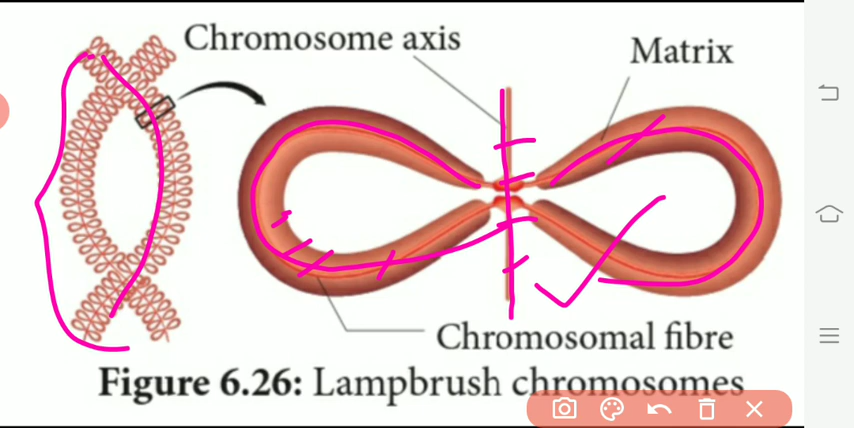 Chromosome axis
Matrix
Chromosomal fibre
Figure 6.26: Lampbrush chromosomes